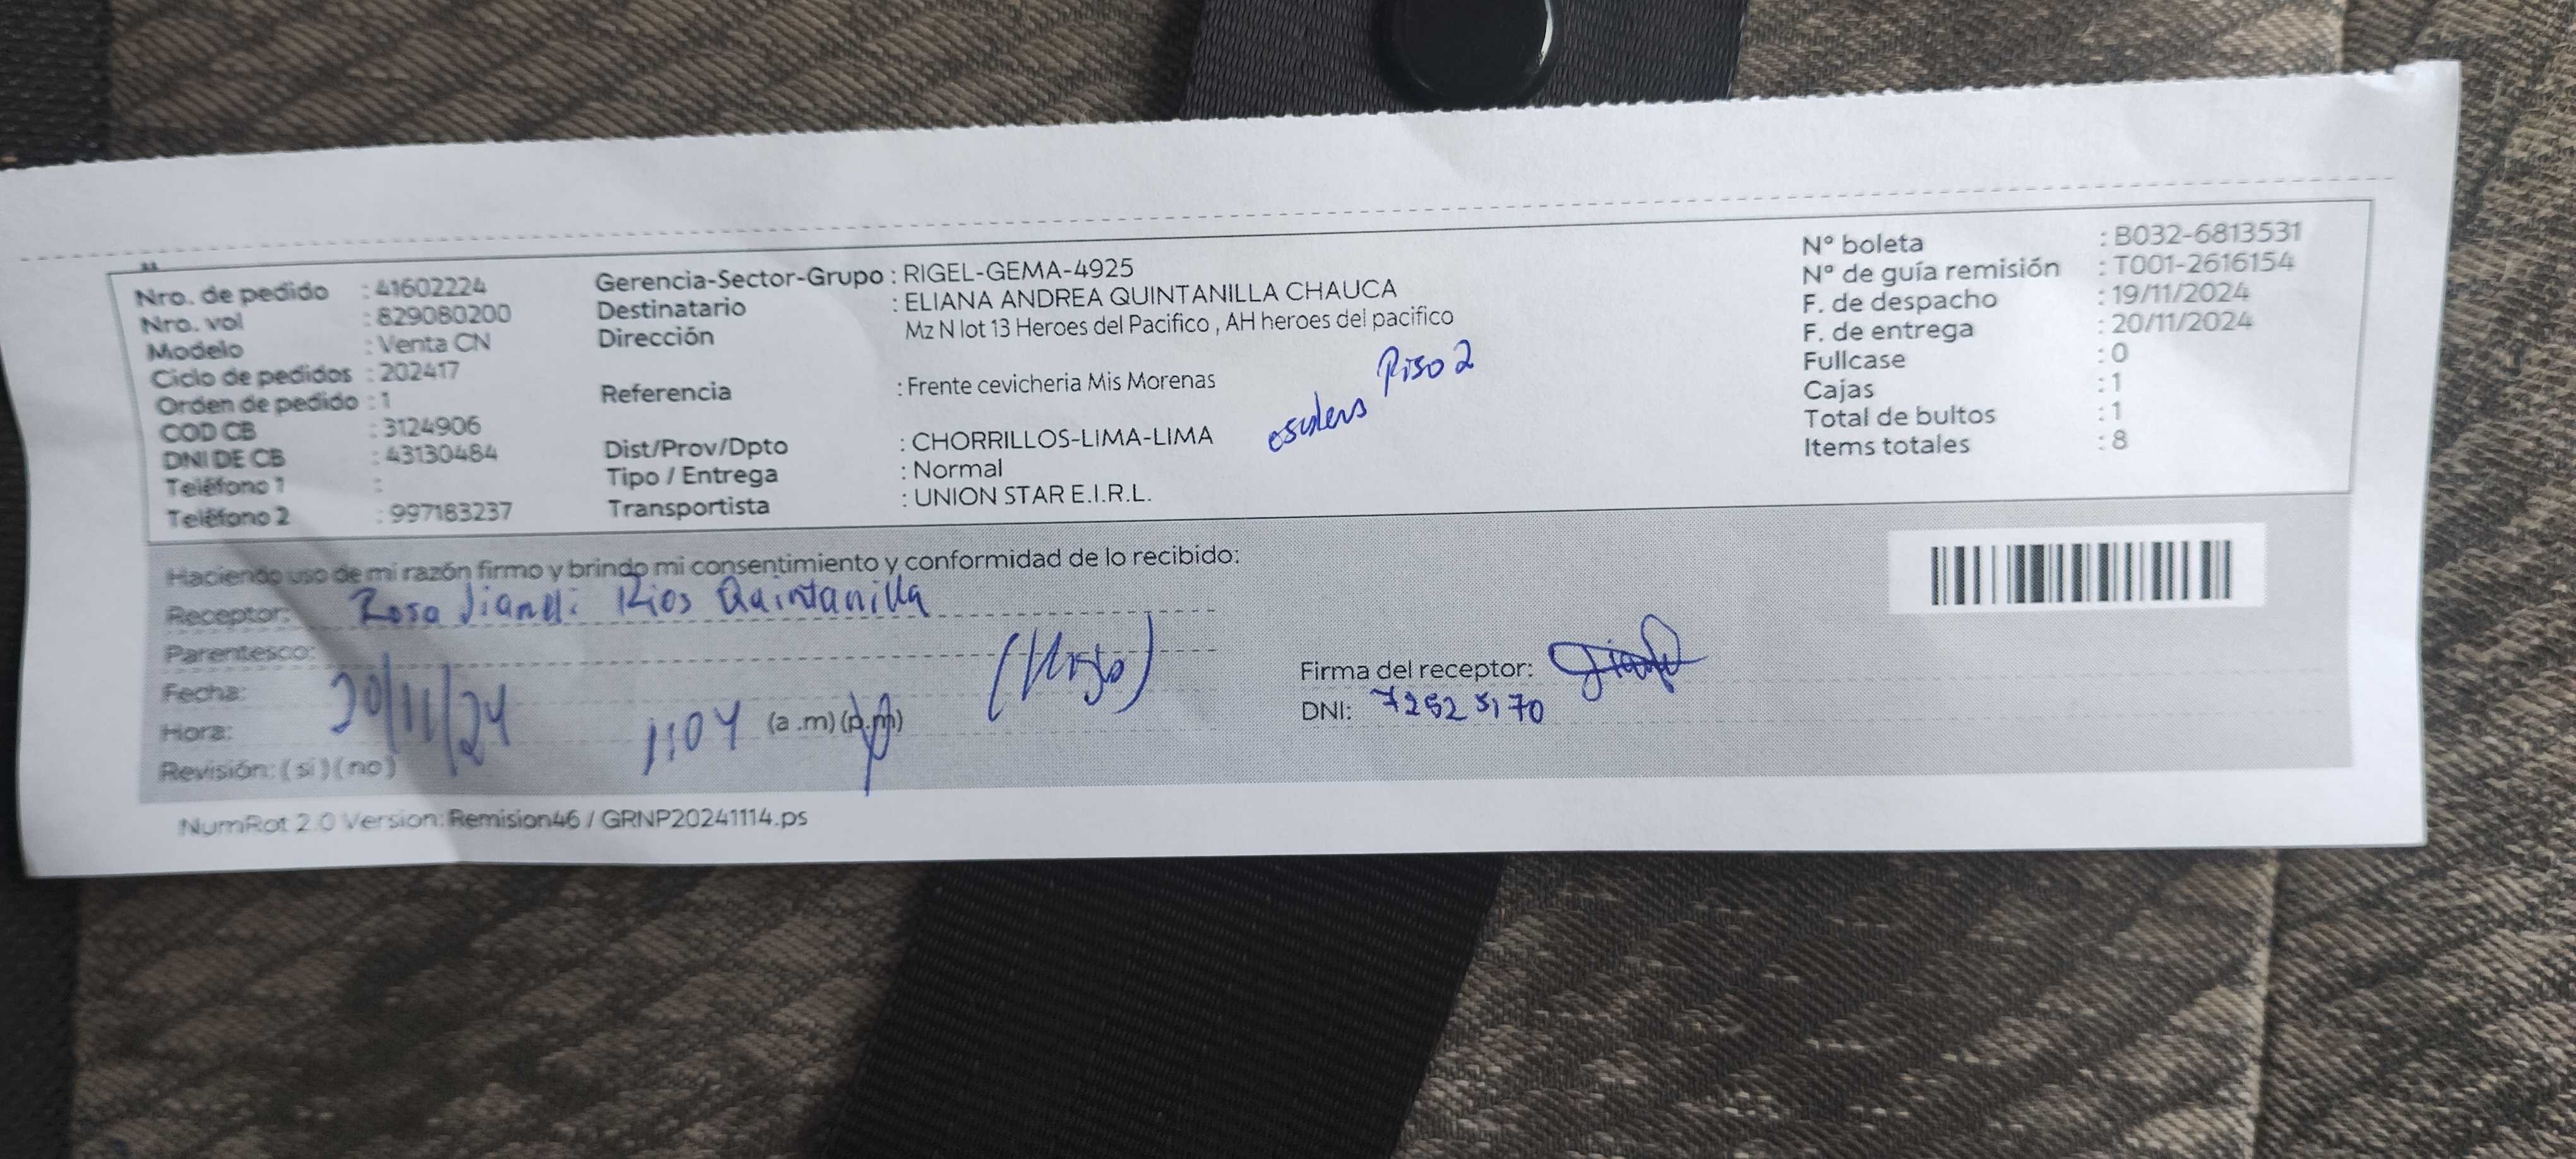 Nro. de pedido : 41602224
Nro. vol : 829080200
Modelo : Venta CN
Ciclo de pedidos : 202417
Orden de pedido : 1
COD CB : 3124906
DNI DE CB : 43130484
Teléfono 1 :
Teléfono 2 : 997183237
Gerencia-Sector-Grupo : RIGEL-GEMA-4925
Destinatario : ELIANA ANDREA QUINTANILLA CHAUCA
Dirección Mz N lot 13 Heroes del Pacifico , AH heroes del pacifico
Piso 2
Referencia : Frente cevicheria Mis Morenas
Dist/Prov/Dpto : CHORRILLOS-LIMA-LIMA
Tipo / Entrega : Normal
Transportista : UNION STAR E.I.R.L.
N° boleta : B032-6813531
N° de guía remisión : T001-2616154
F. de despacho : 19/11/2024
F. de entrega : 20/11/2024
Fullcase : 0
Cajas : 1
Total de bultos : 1
Items totales : 8
Haciendo uso de mi razón firmo y brindo mi consentimiento y conformidad de lo recibido:
Receptor: Rosa Rios Quintanilla
Parentesco:
Fecha: 20/11/24
Hora: 11:04 (a .m) (p.m)
Revisión: ( si ) ( no )
Firma del receptor:
DNI:
NumRot 2.0 Version: Remision46 / GRNP20241114.ps